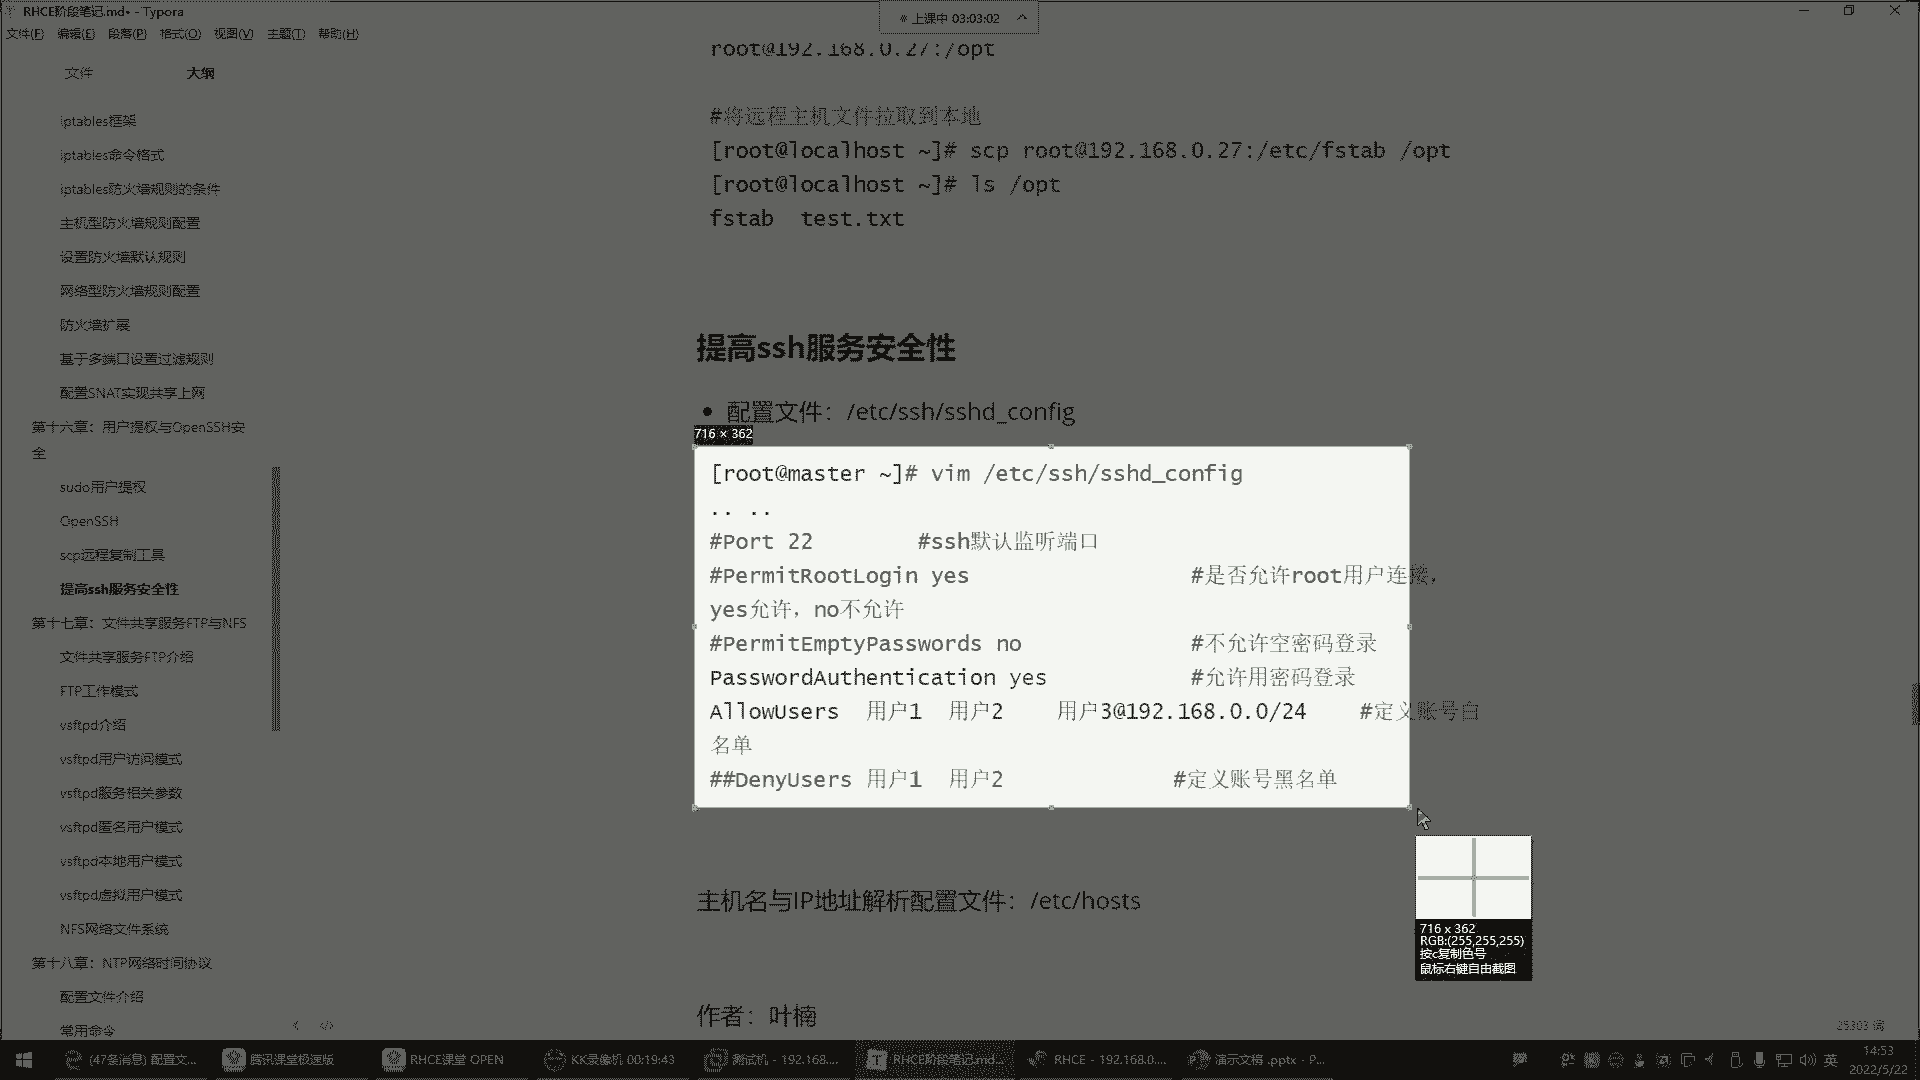 RHCE阶段笔记.md• - Typora
上课中 03:03:02
文件(F) 编辑(E) 段落(P) 格式(O) 视图(V) 主题(T) 帮助(H)
文件 大纲
iptables框架
iptables命令格式
iptables防火墙规则的条件
主机型防火墙规则配置
设置防火墙默认规则
网络型防火墙规则配置
防火墙扩展
基于多端口设置过滤规则
配置SNAT实现共享上网
第十六章：用户提权与OpenSSH安
全
sudo用户提权
OpenSSH
scp远程复制工具
提高ssh服务安全性
第十七章：文件共享服务FTP与NFS
文件共享服务FTP介绍
FTP工作模式
vsftpd介绍
vsftpd用户访问模式
vsftpd服务相关参数
vsftpd匿名用户模式
vsftpd本地用户模式
vsftpd虚拟用户模式
NFS网络文件系统
第十八章：NTP网络时间协议
配置文件介绍
常用命令
root@192.168.0.27:/opt
#将远程主机文件拉取到本地
[root@localhost ~]# scp root@192.168.0.27:/etc/fstab /opt
[root@localhost ~]# ls /opt
fstab test.txt
提高ssh服务安全性
• 配置文件：/etc/ssh/sshd_config
716 × 362
[root@master ~]# vim /etc/ssh/sshd_config
.. ..
#Port 22 #ssh默认监听端口
#PermitRootLogin yes #是否允许root用户连接，
yes允许，no不允许
#PermitEmptyPasswords no #不允许空密码登录
PasswordAuthentication yes #允许用密码登录
AllowUsers 用户1 用户2 用户3@192.168.0.0/24 #定义账号白
名单
##DenyUsers 用户1 用户2 #定义账号黑名单
716 x 362
RGB:(255,255,255)
按c复制色号
鼠标右键自由截图
主机名与IP地址解析配置文件：/etc/hosts
作者：叶楠
25303 词
(47条消息) 配置文... 腾讯课堂极速版 RHCE课堂 OPEN KK录像机 00:19:43 测试机 - 192.168.... RHCE阶段笔记.md... RHCE - 192.168.0.... 演示文稿 .pptx - P... 英 14:53
2022/5/22